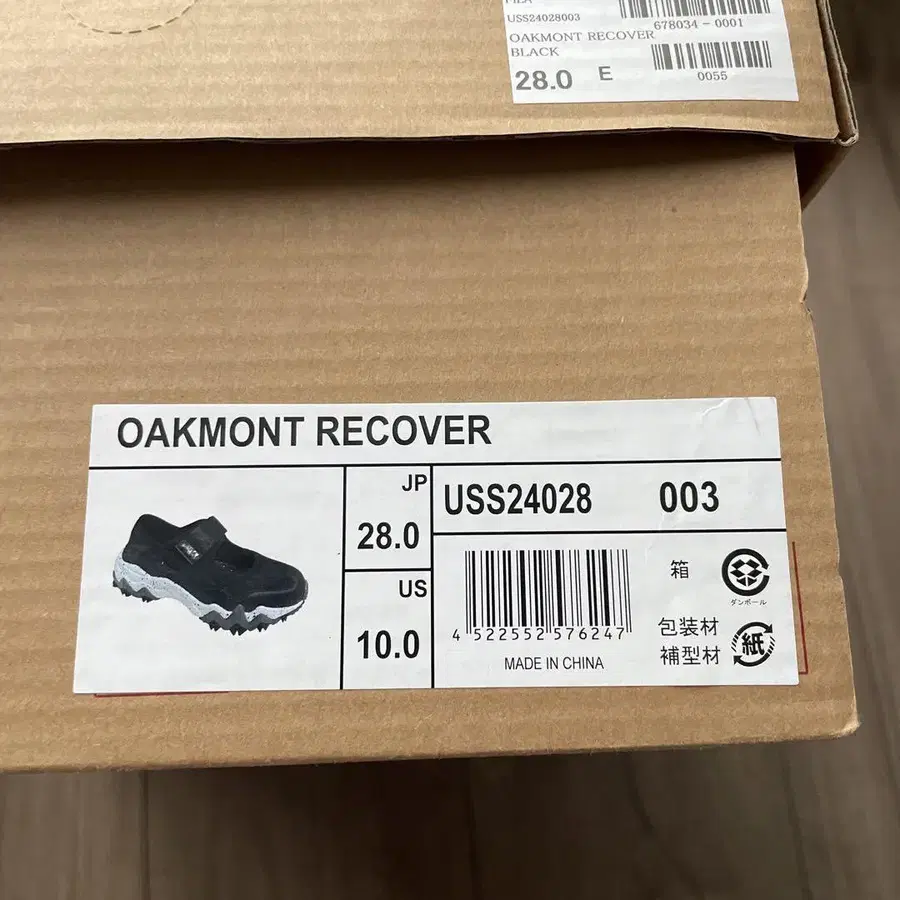 FILA
USS24028003
678034-0001
OAKMONT RECOVER
BLACK
28.0 E
0055
OAKMONT RECOVER
JP
28.0
US
10.0
USS24028 003
4 522552 576247
MADE IN CHINA
箱
ダンボール
包装材
補型材
紙